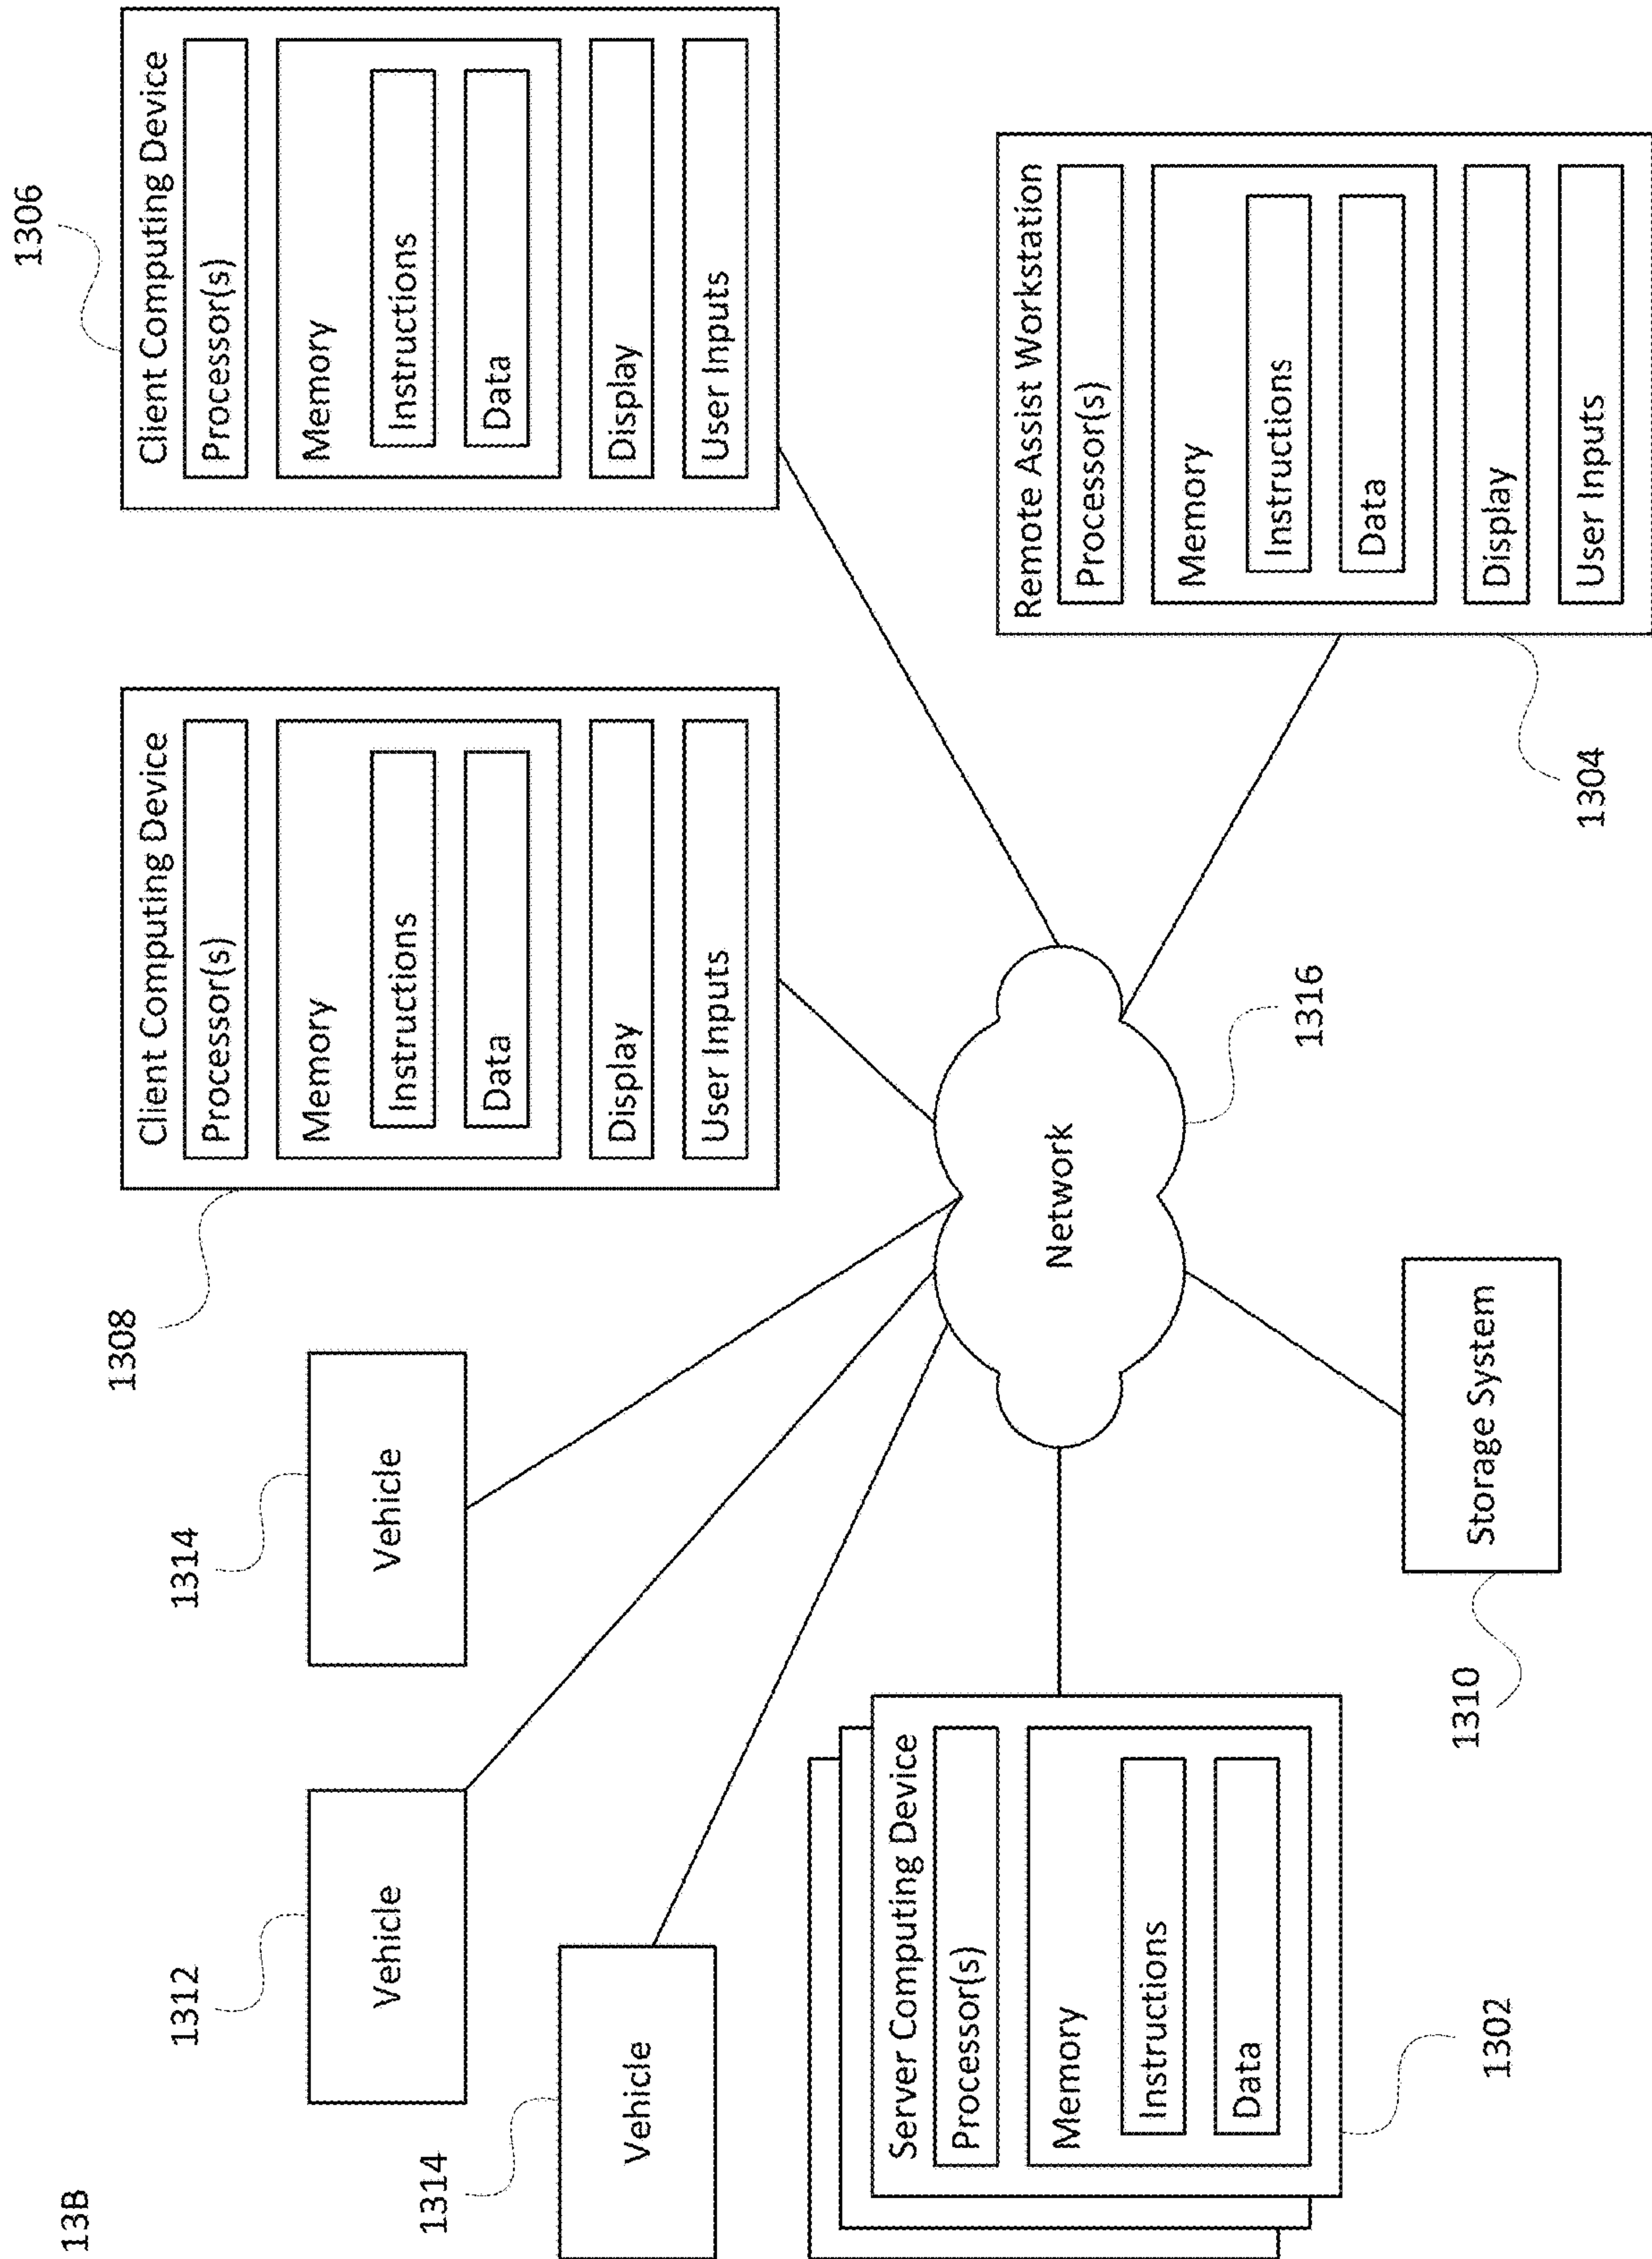 13B
1314
Vehicle
1312
Vehicle
1314
Vehicle
1308
Client Computing Device
Processor(s)
Memory
Instructions
Data
Display
User Inputs
1306
Client Computing Device
Processor(s)
Memory
Instructions
Data
Display
User Inputs
Server Computing Device
Processor(s)
Memory
Instructions
Data
1302
Network
1316
Storage System
1310
Remote Assist Workstation
Processor(s)
Memory
Instructions
Data
Display
User Inputs
1304